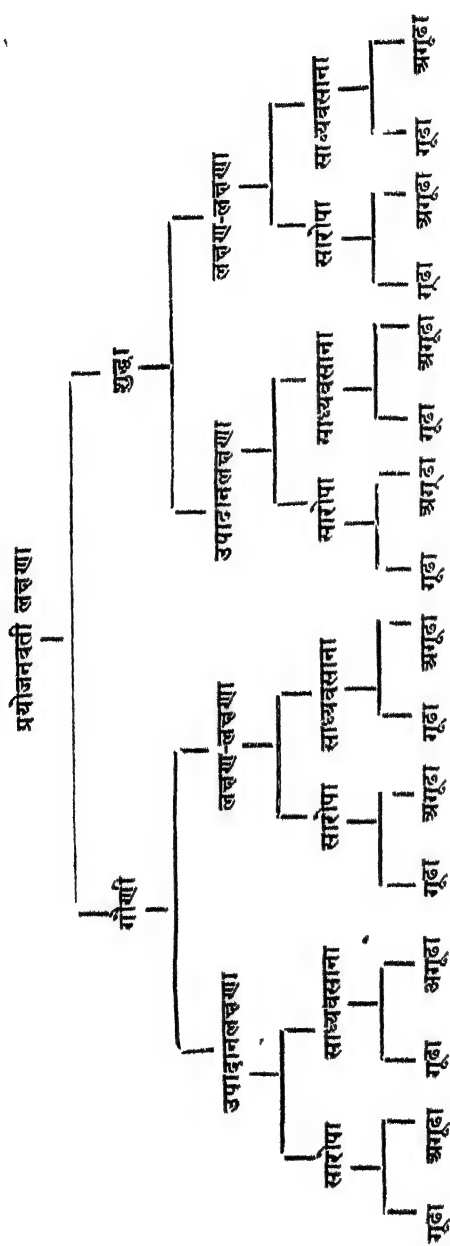 प्रयोजनवती लक्षणा
गौणी शुद्धा
उपादानलक्षणा लक्षण-लक्षणा उपादानलक्षणा लक्षण-लक्षणा
सारोपा साध्यवसाना सारोपा साध्यवसाना सारोपा साध्यवसाना सारोपा साध्यवसाना
गूढा अगूढा गूढा अगूढा गूढा अगूढा गूढा अगूढा गूढा अगूढा गूढा अगूढा गूढा अगूढा गूढा अगूढा